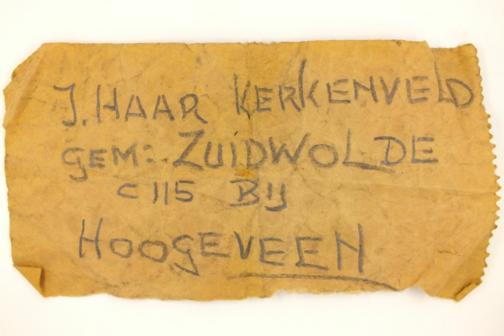 J. HAAR KERKENVELD
GEM: ZUIDWOLDE
C 115 BIJ
HOOGEVEEN